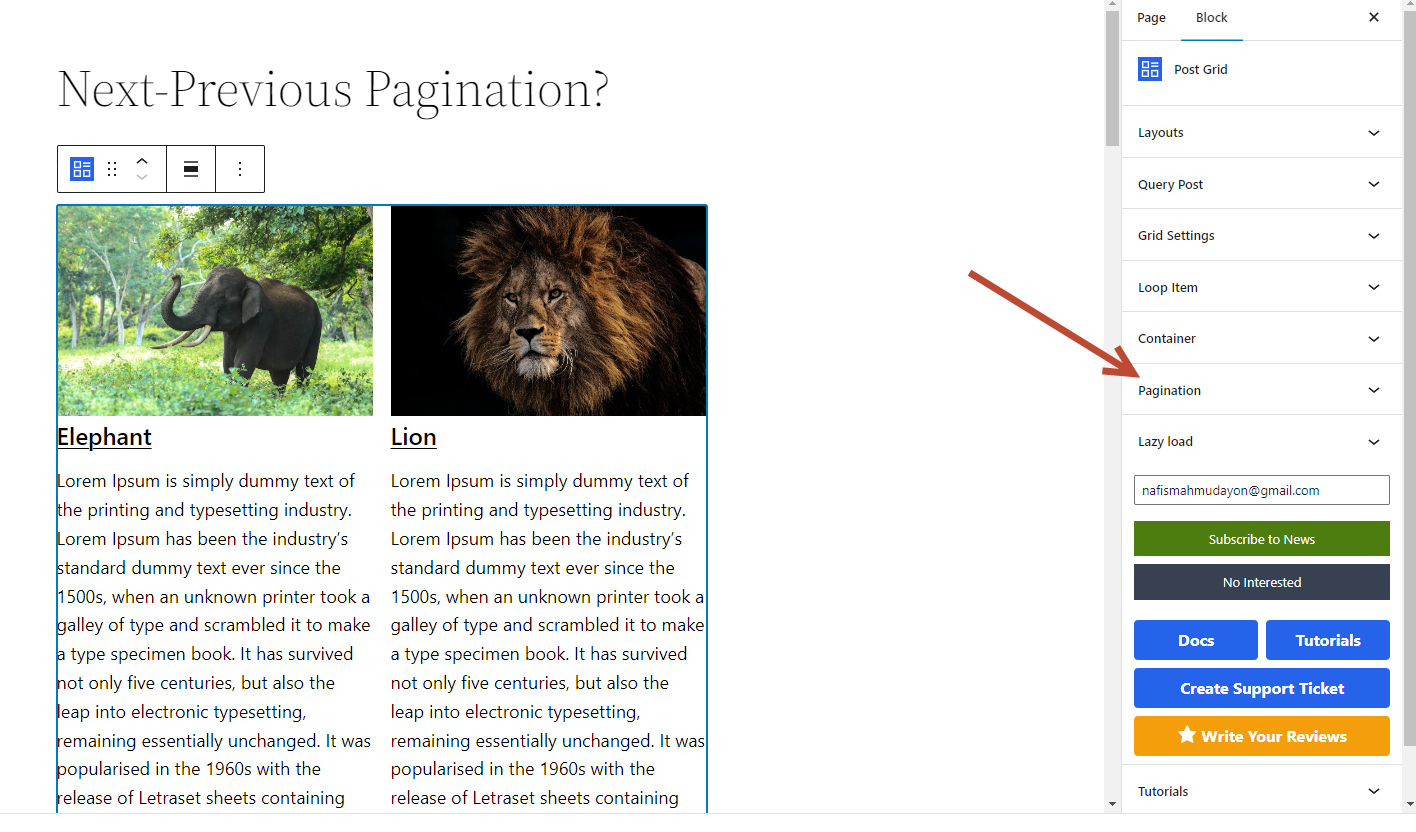 Next-Previous Pagination?
Elephant
Lorem Ipsum is simply dummy text of
the printing and typesetting industry.
Lorem Ipsum has been the industry’s
standard dummy text ever since the
1500s, when an unknown printer took a
galley of type and scrambled it to make
a type specimen book. It has survived
not only five centuries, but also the
leap into electronic typesetting,
remaining essentially unchanged. It was
popularised in the 1960s with the
release of Letraset sheets containing
Lion
Lorem Ipsum is simply dummy text of
the printing and typesetting industry.
Lorem Ipsum has been the industry’s
standard dummy text ever since the
1500s, when an unknown printer took a
galley of type and scrambled it to make
a type specimen book. It has survived
not only five centuries, but also the
leap into electronic typesetting,
remaining essentially unchanged. It was
popularised in the 1960s with the
release of Letraset sheets containing
Page Block
Post Grid
Layouts
Query Post
Grid Settings
Loop Item
Container
Pagination
Lazy load
nafismahmudayon@gmail.com
Subscribe to News
No Interested
Docs Tutorials
Create Support Ticket
Write Your Reviews
Tutorials